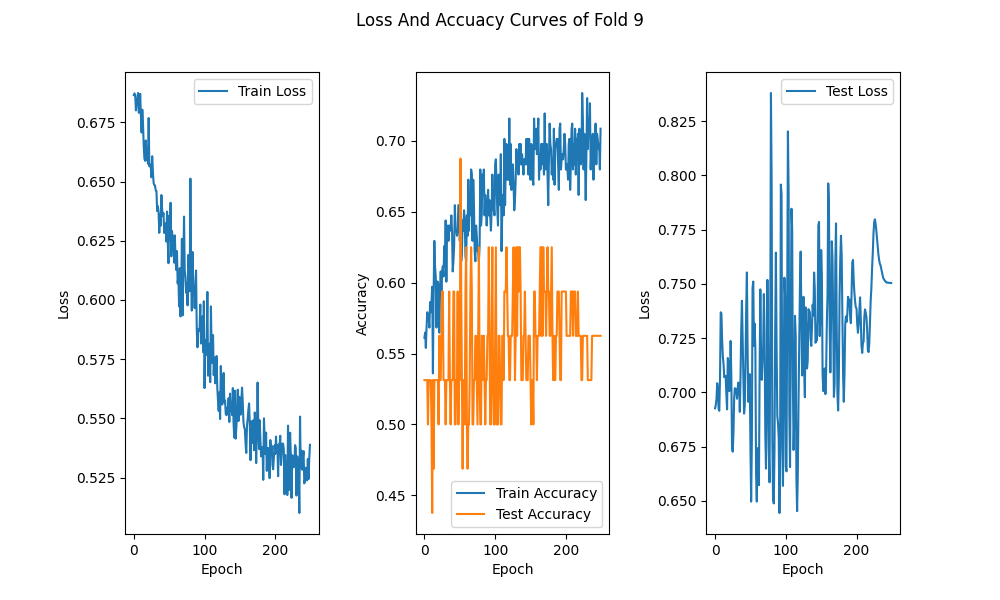 Loss And Accuacy Curves of Fold 9
Train Loss
0.675
0.650
0.625
0.600
0.575
0.550
0.525
Loss
0 100 200
Epoch
0.70
0.65
0.60
0.55
0.50
0.45
Accuracy
Train Accuracy
Test Accuracy
0 100 200
Epoch
Test Loss
0.825
0.800
0.775
0.750
0.725
0.700
0.675
0.650
Loss
0 100 200
Epoch